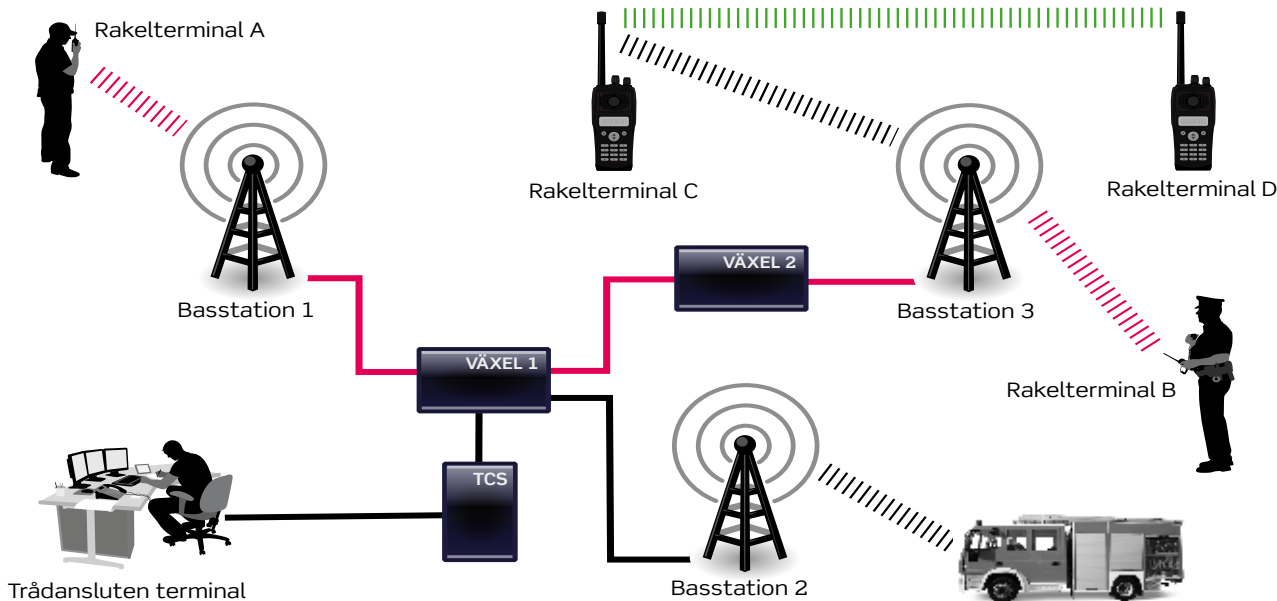 Rakelterminal A
Rakelterminal C
Rakelterminal D
VÄXEL 2
Basstation 1
Basstation 3
VÄXEL 1
Rakelterminal B
TCS
Trådansluten terminal
Basstation 2